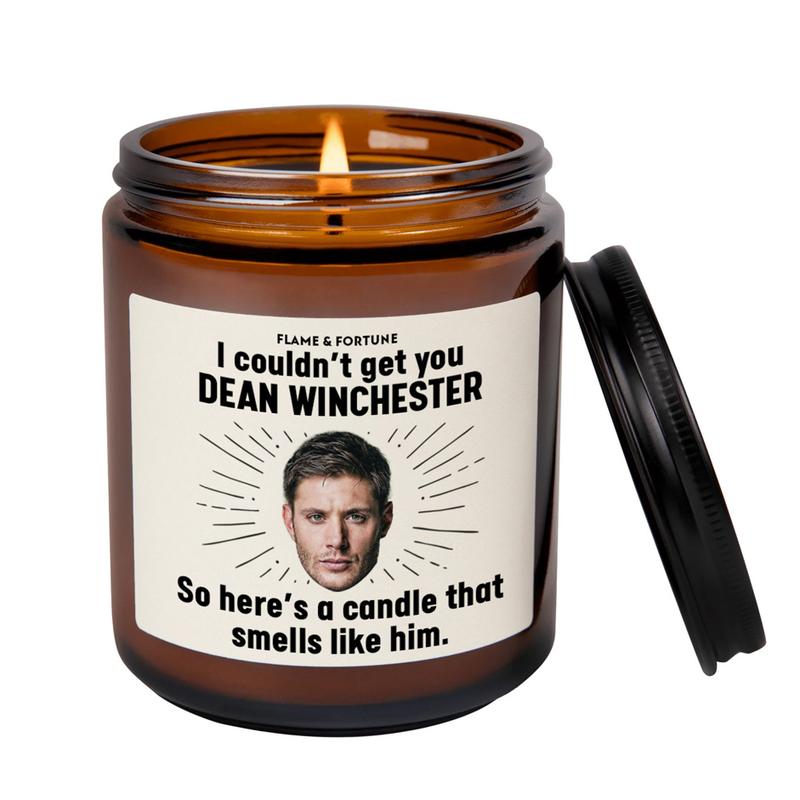 FLAME & FORTUNE
I couldn't get you
DEAN WINCHESTER
So here's a candle that
smells like him.